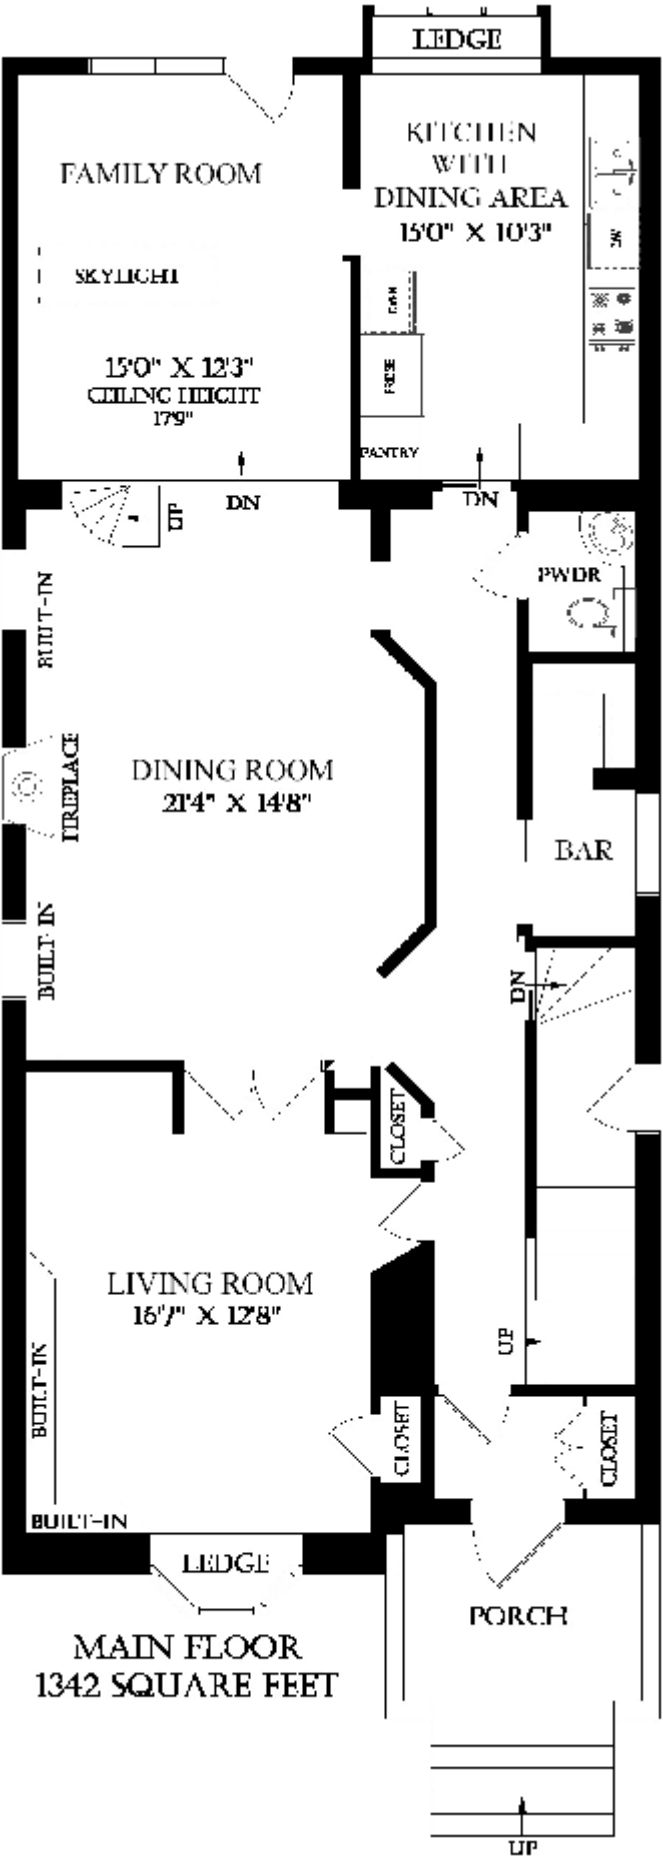 LEDGE
KITCHEN
WITH
DINING AREA
15'0" X 10'3"
FAMILY ROOM
SKYLIGHT
DW
OVEN
15'0" X 12'3"
CEILING HEIGHT
17'9"
FRIDGE
PANTRY
DN
DN
UP
BUILT-IN
PWDR
FIREPLACE
DINING ROOM
21'4" X 14'8"
BAR
BUILT-IN
DN
CLOSET
LIVING ROOM
16'7" X 12'8"
UP
BUILT-IN
CLOSET
CLOSET
BUILT-IN
LEDGE
PORCH
MAIN FLOOR
1342 SQUARE FEET
UP